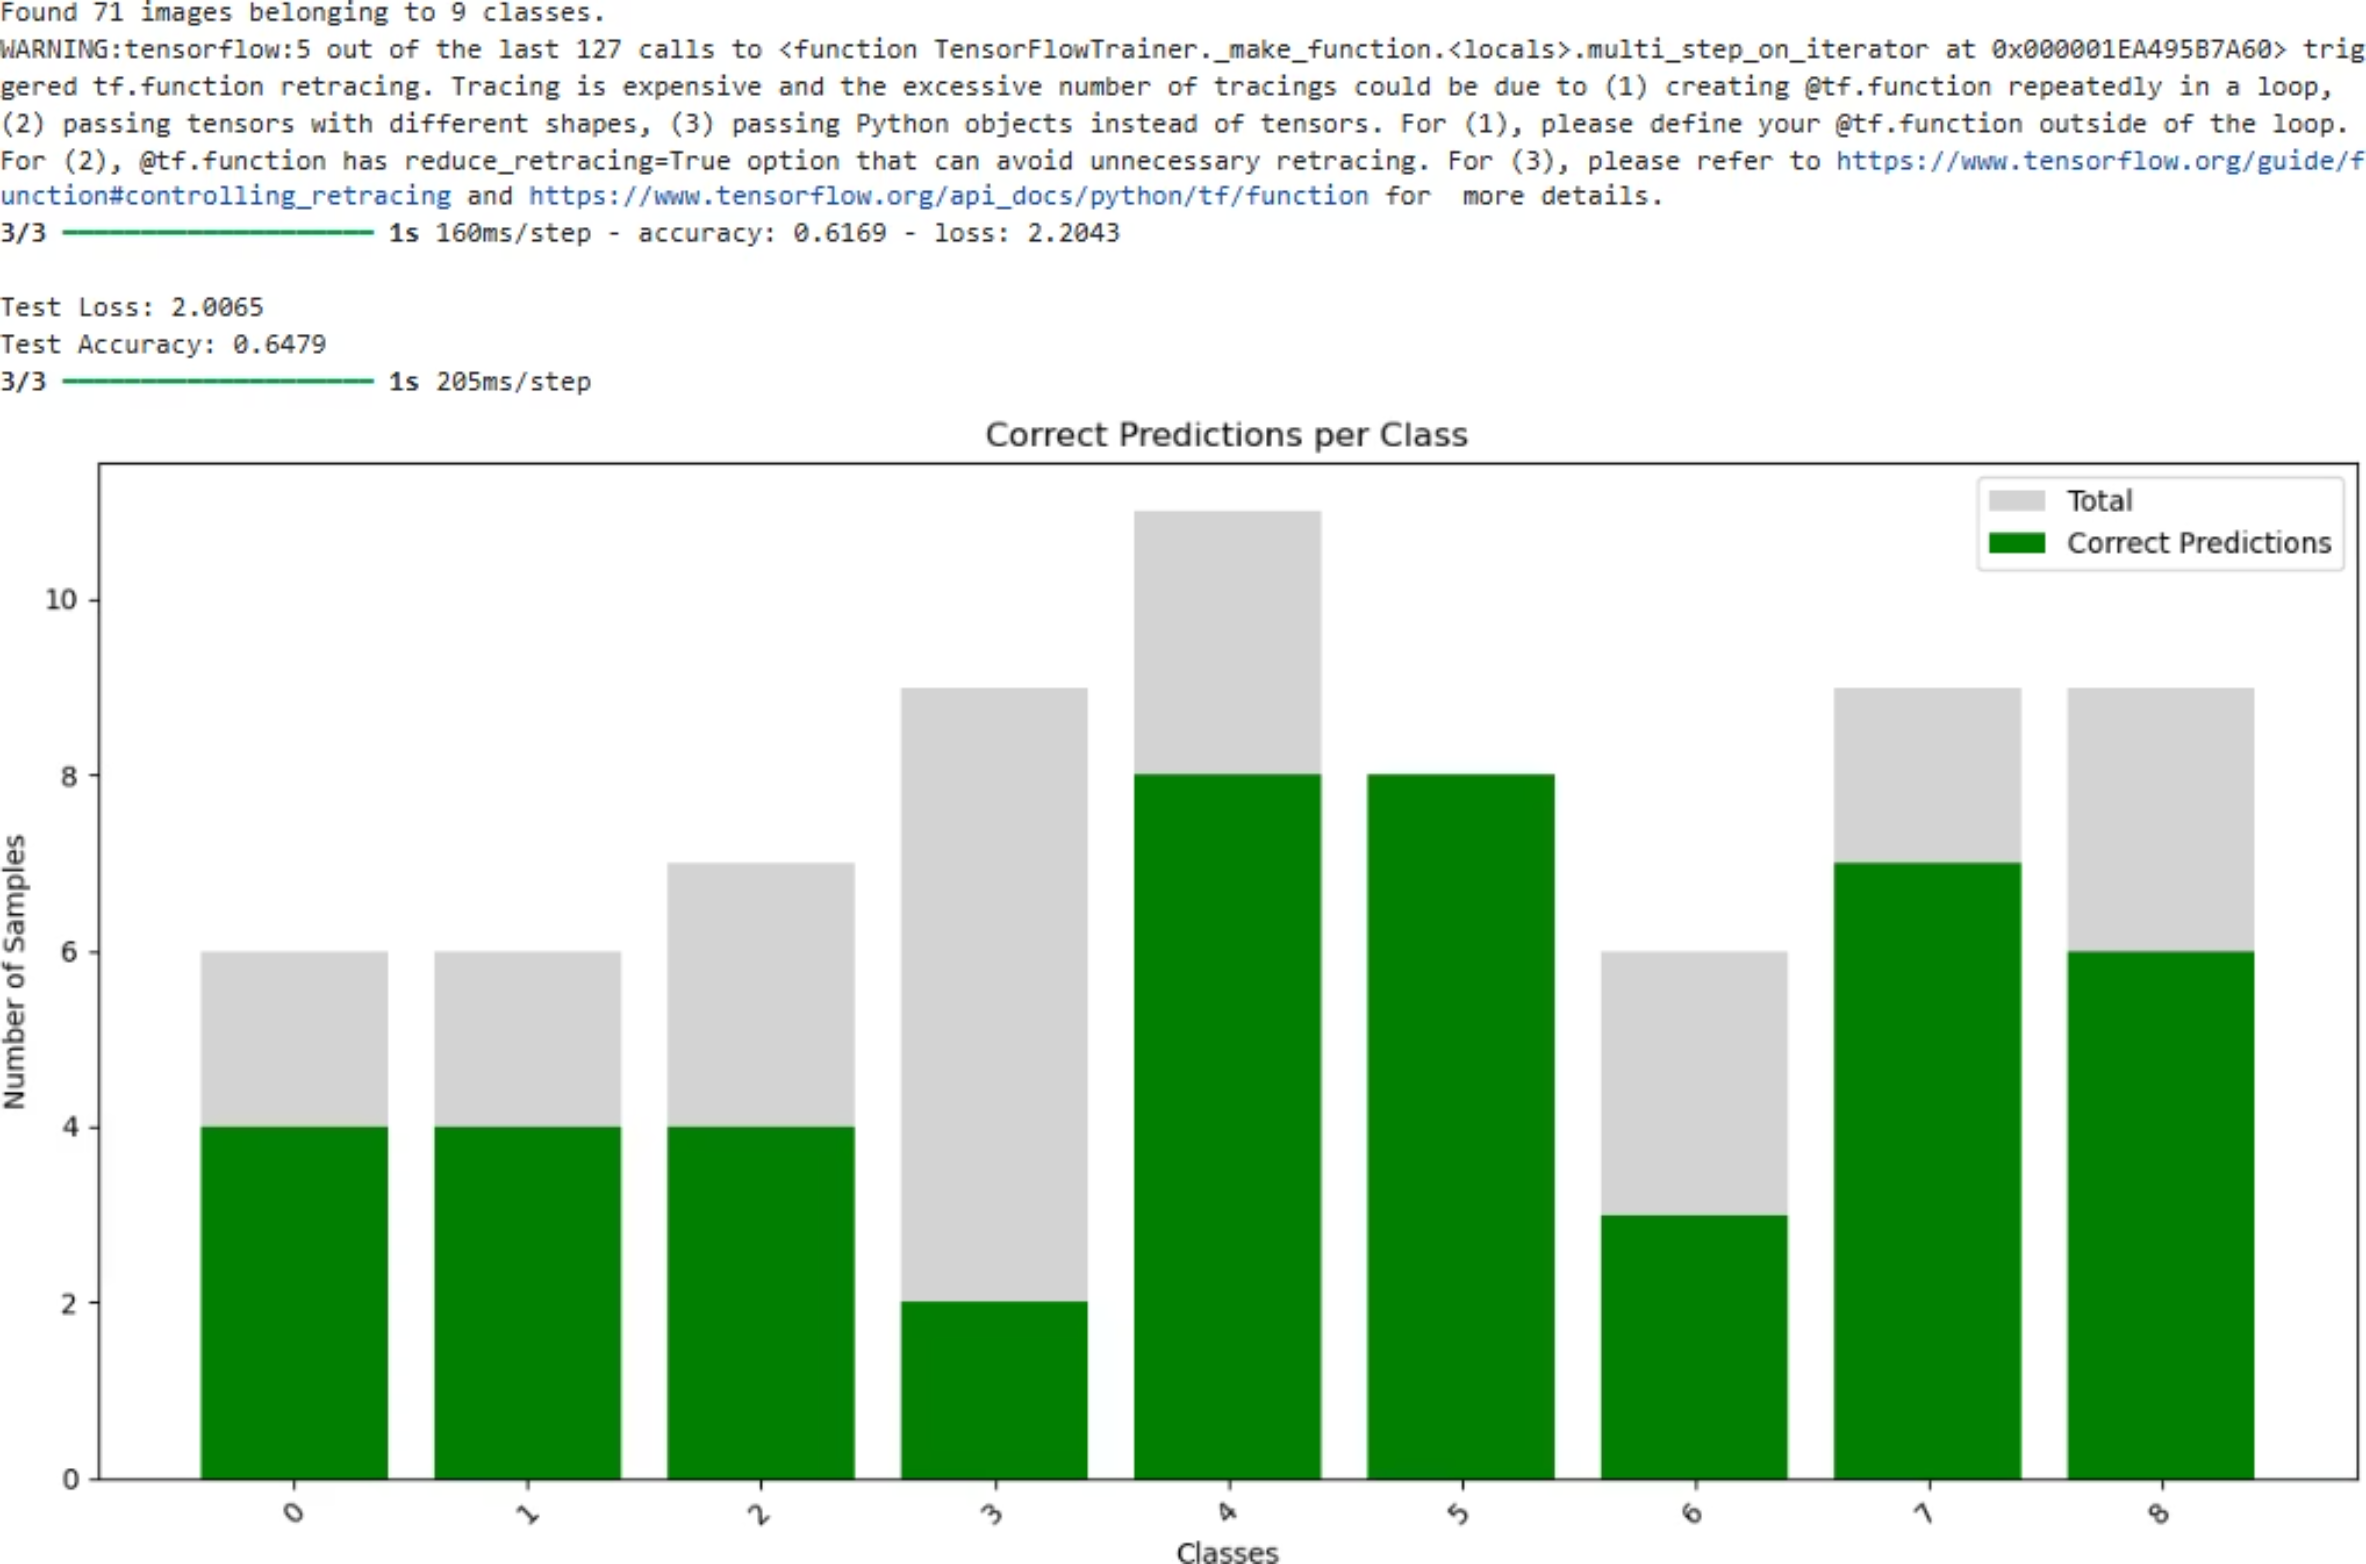 Found 71 images belonging to 9 classes.
WARNING:tensorflow:5 out of the last 127 calls to <function TensorFlowTrainer._make_function.<locals>.multi_step_on_iterator at 0x000001EA495B7A60> trig
gered tf.function retracing. Tracing is expensive and the excessive number of tracings could be due to (1) creating @tf.function repeatedly in a loop,
(2) passing tensors with different shapes, (3) passing Python objects instead of tensors. For (1), please define your @tf.function outside of the loop.
For (2), @tf.function has reduce_retracing=True option that can avoid unnecessary retracing. For (3), please refer to https://www.tensorflow.org/guide/f
unction#controlling_retracing and https://www.tensorflow.org/api_docs/python/tf/function for  more details.
3/3 ━━━━━━━━━━━━━━━━━━━━ 1s 160ms/step - accuracy: 0.6169 - loss: 2.2043
Test Loss: 2.0065
Test Accuracy: 0.6479
3/3 ━━━━━━━━━━━━━━━━━━━━ 1s 205ms/step
Correct Predictions per Class
Total
Correct Predictions
10
8
6
4
2
0
Number of Samples
0 1 2 3 4 5 6 7 8
Classes